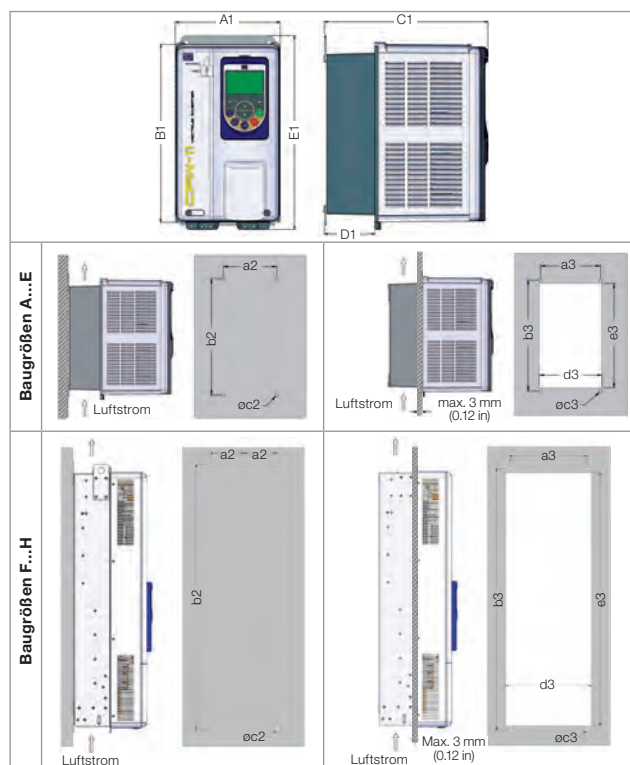 A1
C1
B1
E1
CFW-11
D1
Baugrößen A...E
a2
b2
øc2
Luftstrom
a3
b3
e3
d3
øc3
Luftstrom
max. 3 mm
(0.12 in)
Baugrößen F...H
a2 a2
b2
øc2
Luftstrom
a3
b3
e3
d3
øc3
Luftstrom
Max. 3 mm
(0.12 in)